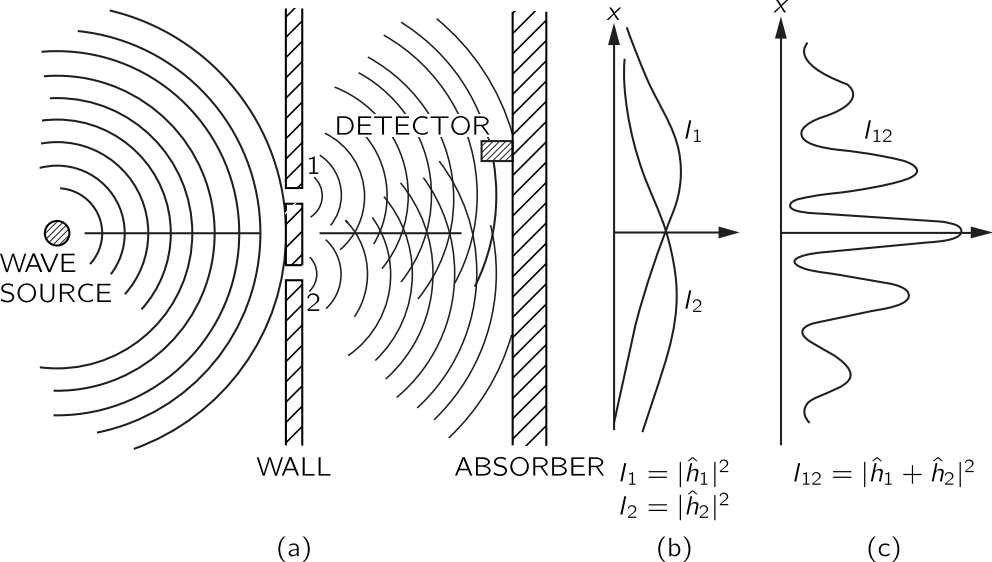 x
x
DETECTOR
I₁
I₁₂
1
WAVE
SOURCE
2
I₂
WALL
ABSORBER
I₁ = |ĥ₁|²
I₂ = |ĥ₂|²
I₁₂ = |ĥ₁ + ĥ₂|²
(a)
(b)
(c)